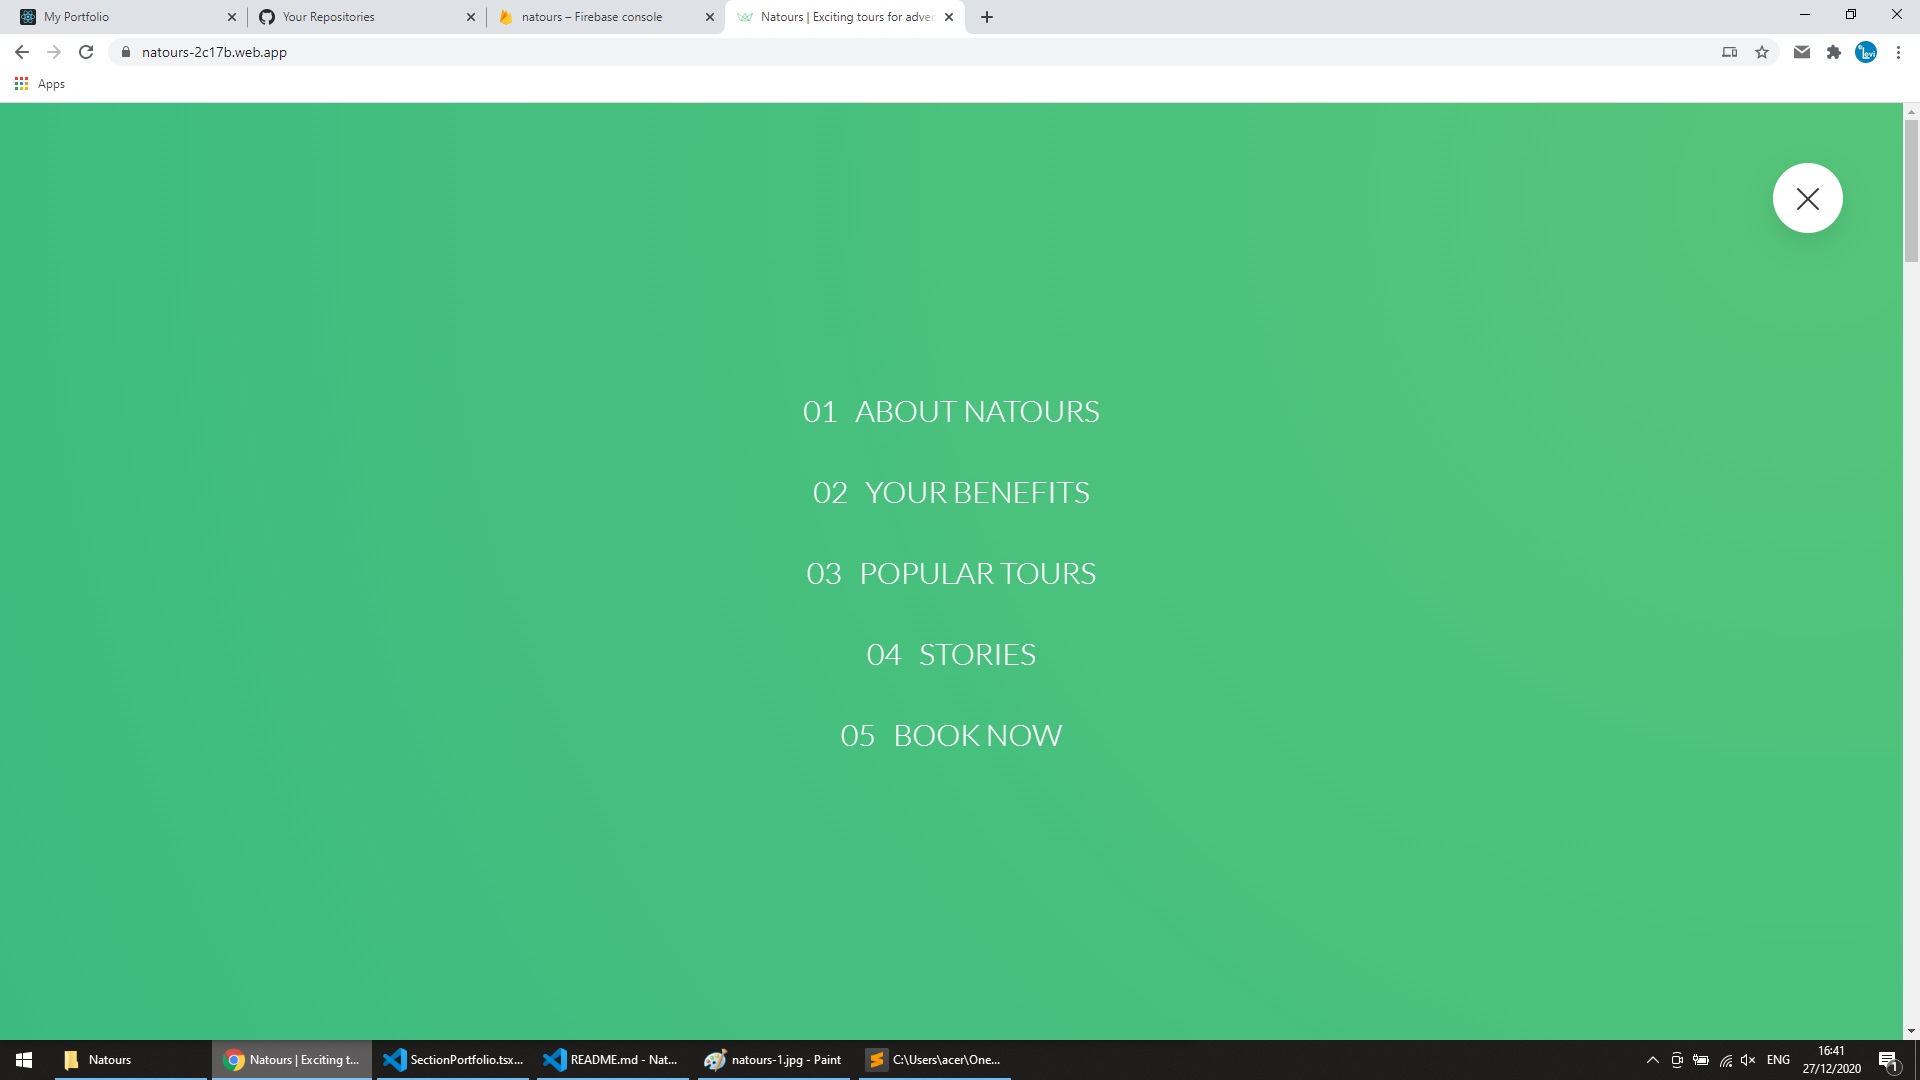 My Portfolio
Your Repositories
natours – Firebase console
Natours | Exciting tours for adver
natours-2c17b.web.app
Apps
01 ABOUT NATOURS
02 YOUR BENEFITS
03 POPULAR TOURS
04 STORIES
05 BOOK NOW
Natours
Natours | Exciting t...
SectionPortfolio.tsx...
README.md - Nat...
natours-1.jpg - Paint
C:\Users\acer\One...
ENG
16:41
27/12/2020
1